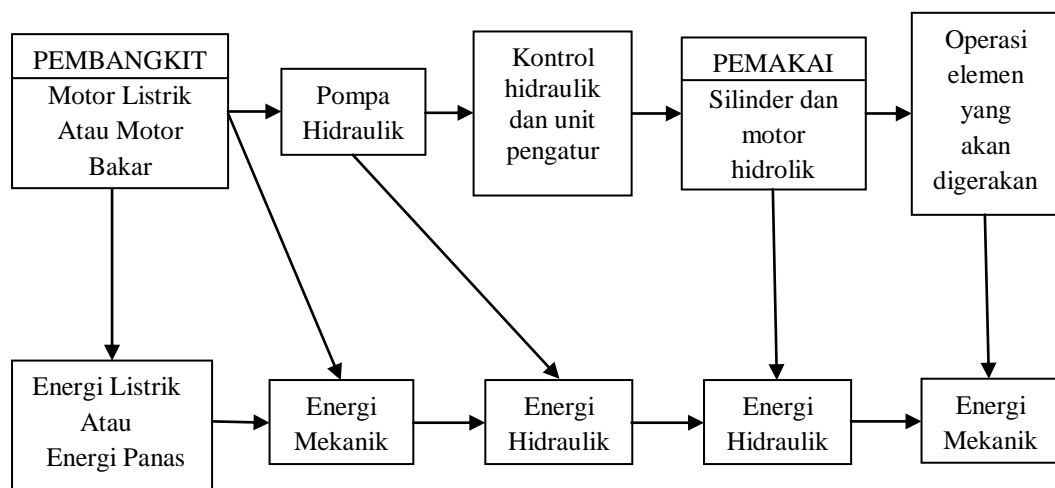 PEMBANGKIT
Motor Listrik
Atau Motor
Bakar
Pompa
Hidraulik
Kontrol
hidraulik
dan unit
pengatur
PEMAKAI
Silinder dan
motor
hidrolik
Operasi
elemen
yang
akan
digerakan
Energi Listrik
Atau
Energi Panas
Energi
Mekanik
Energi
Hidraulik
Energi
Hidraulik
Energi
Mekanik